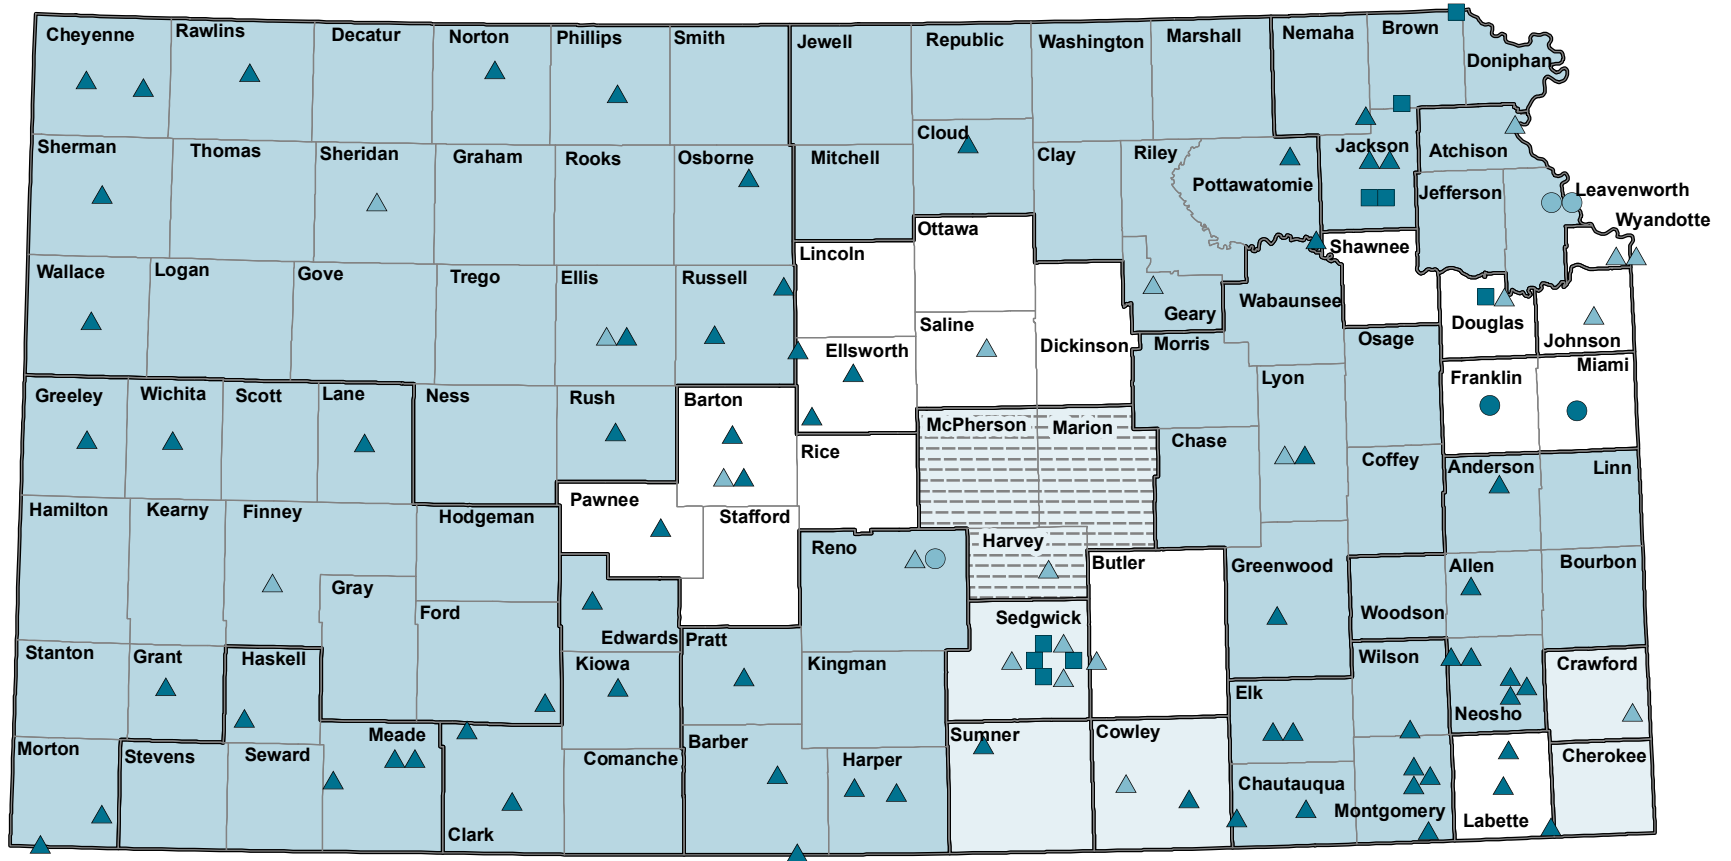 Cheyenne
Rawlins
Decatur
Norton
Phillips
Smith
Jewell
Republic
Washington
Marshall
Nemaha
Brown
Doniphan
Sherman
Thomas
Sheridan
Graham
Rooks
Osborne
Mitchell
Cloud
Clay
Riley
Pottawatomie
Jackson
Atchison
Jefferson
Leavenworth
Wyandotte
Wallace
Logan
Gove
Trego
Ellis
Russell
Lincoln
Ottawa
Saline
Dickinson
Geary
Wabaunsee
Shawnee
Douglas
Johnson
Ellsworth
Morris
Osage
Miami
Greeley
Wichita
Scott
Lane
Ness
Rush
Barton
Rice
McPherson
Marion
Chase
Lyon
Franklin
Coffey
Anderson
Linn
Hamilton
Kearny
Finney
Hodgeman
Pawnee
Stafford
Reno
Harvey
Butler
Greenwood
Woodson
Allen
Bourbon
Gray
Ford
Edwards
Pratt
Kingman
Sedgwick
Stanton
Grant
Haskell
Kiowa
Elk
Wilson
Neosho
Crawford
Morton
Stevens
Seward
Meade
Clark
Comanche
Barber
Harper
Sumner
Cowley
Chautauqua
Montgomery
Labette
Cherokee